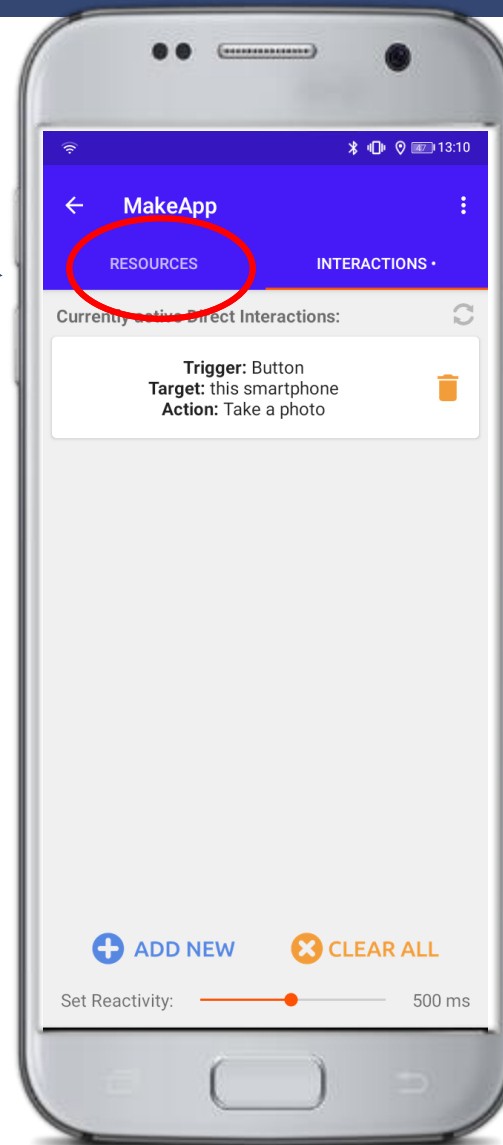 47 13:10
MakeApp
RESOURCES
INTERACTIONS •
Currently active Direct Interactions:
Trigger: Button
Target: this smartphone
Action: Take a photo
ADD NEW
CLEAR ALL
Set Reactivity:
500 ms